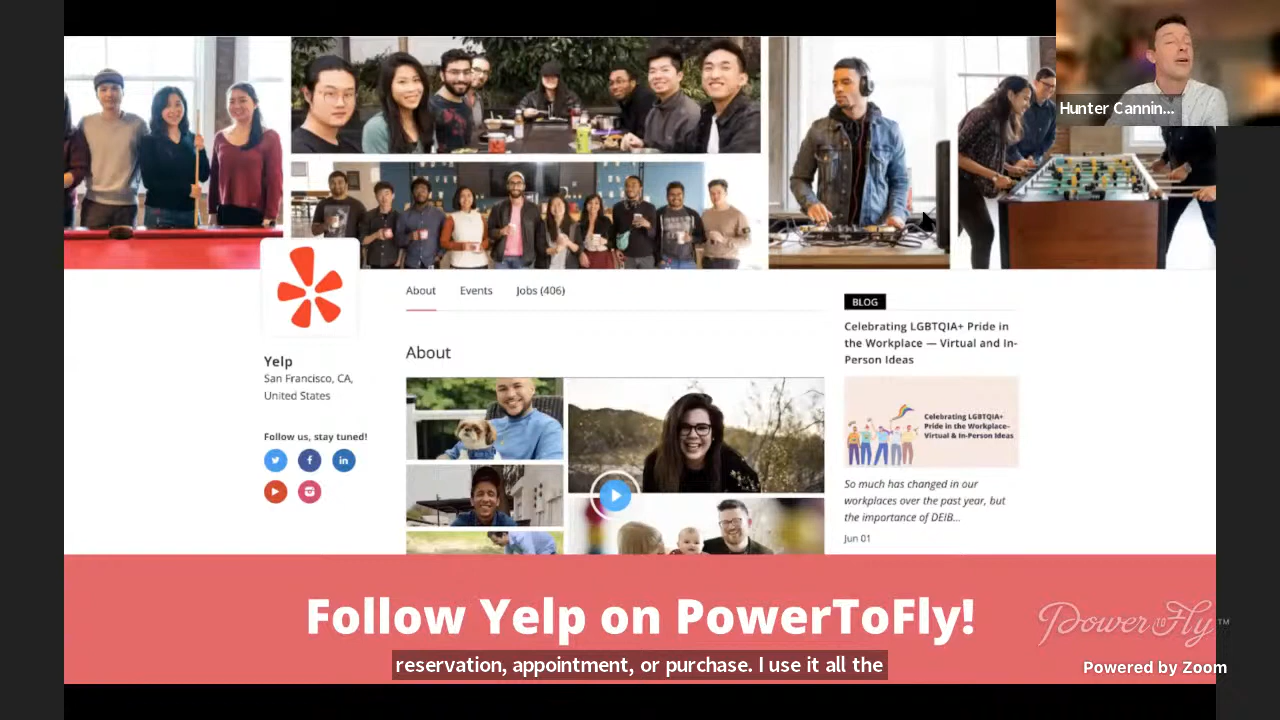 Hunter Cannin...
About Events Jobs (406)
About
Yelp
San Francisco, CA,
United States
Follow us, stay tuned!
BLOG
Celebrating LGBTQIA+ Pride in
the Workplace — Virtual and In-
Person Ideas
Celebrating LGBTQIA+
Pride in the Workplace-
Virtual & In-Person Ideas
So much has changed in our
workplaces over the past year, but
the importance of DEIB...
Jun 01
Follow Yelp on PowerToFly!
Power to Fly™
reservation, appointment, or purchase. I use it all the
Powered by Zoom